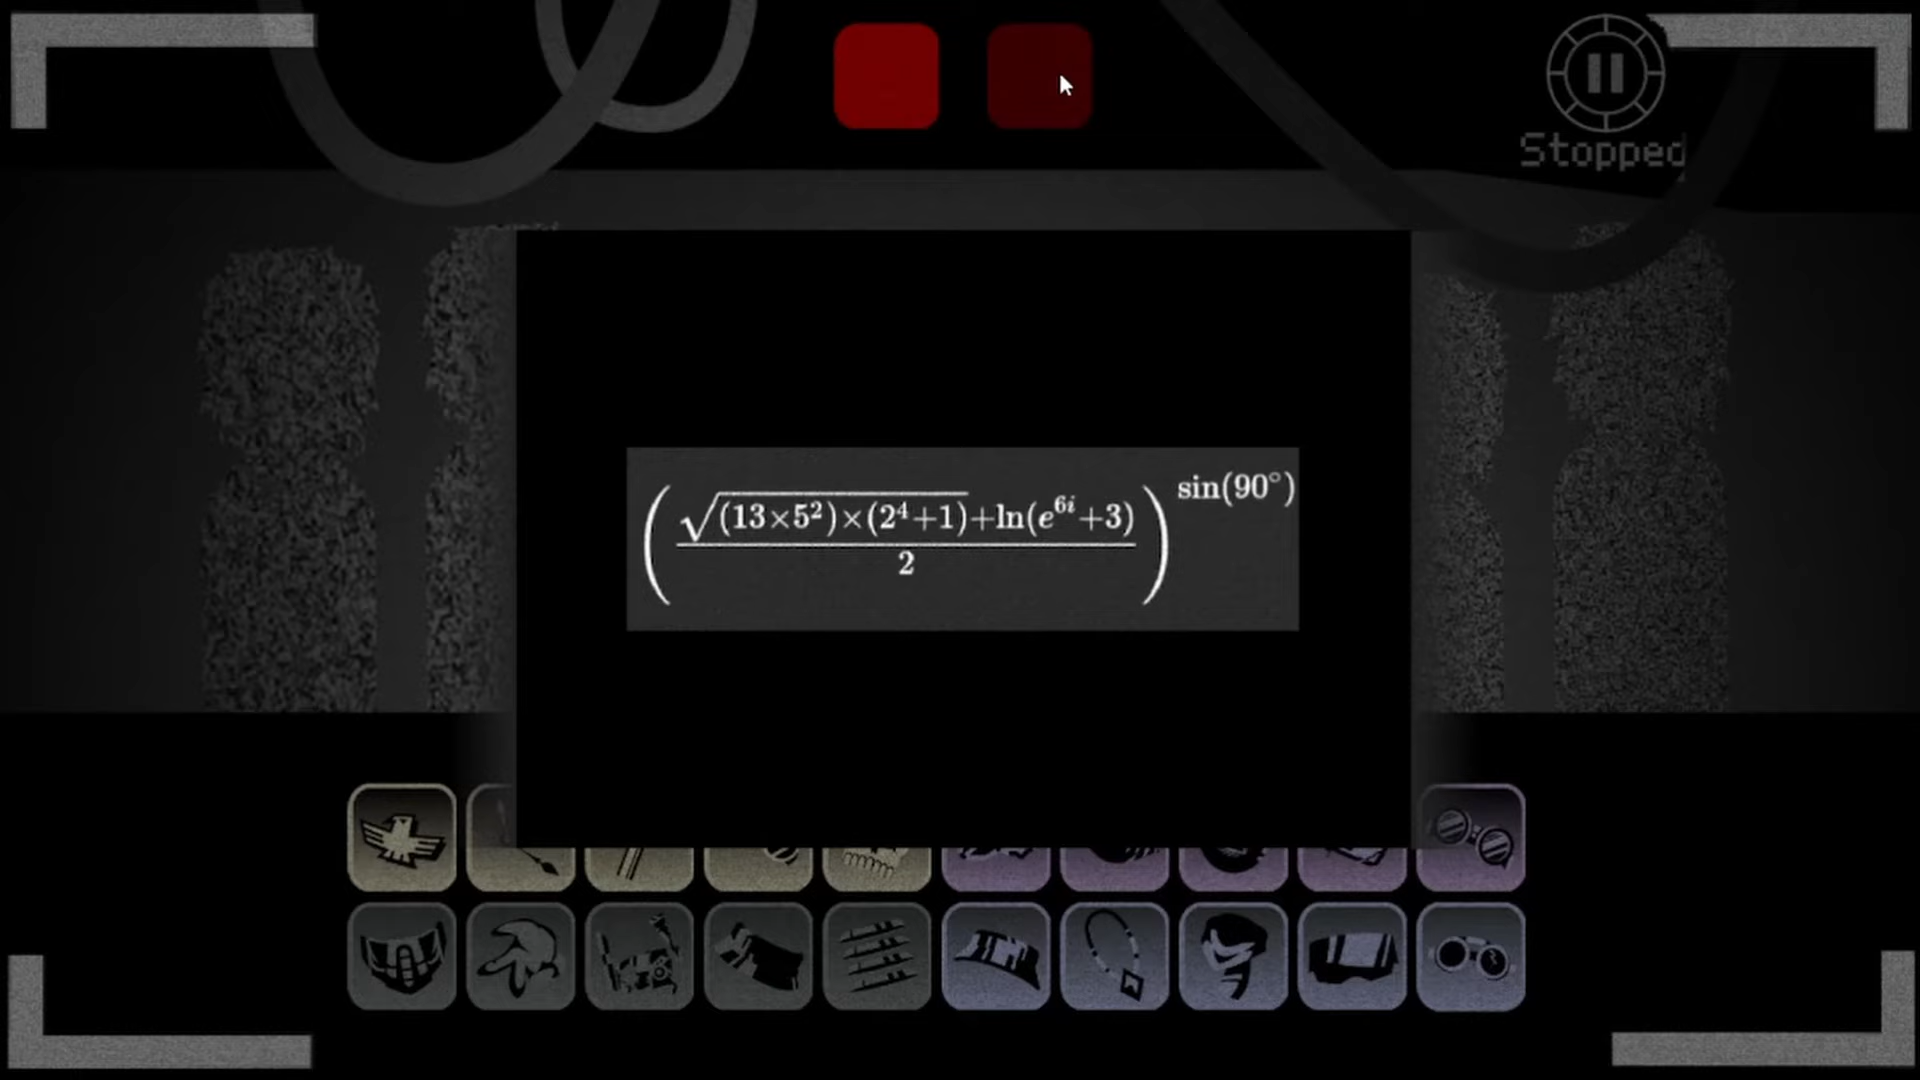 Stopped
(√(13×5²)×(2⁴+1)+ln(e⁶ⁱ+3) / 2)^sin(90°)